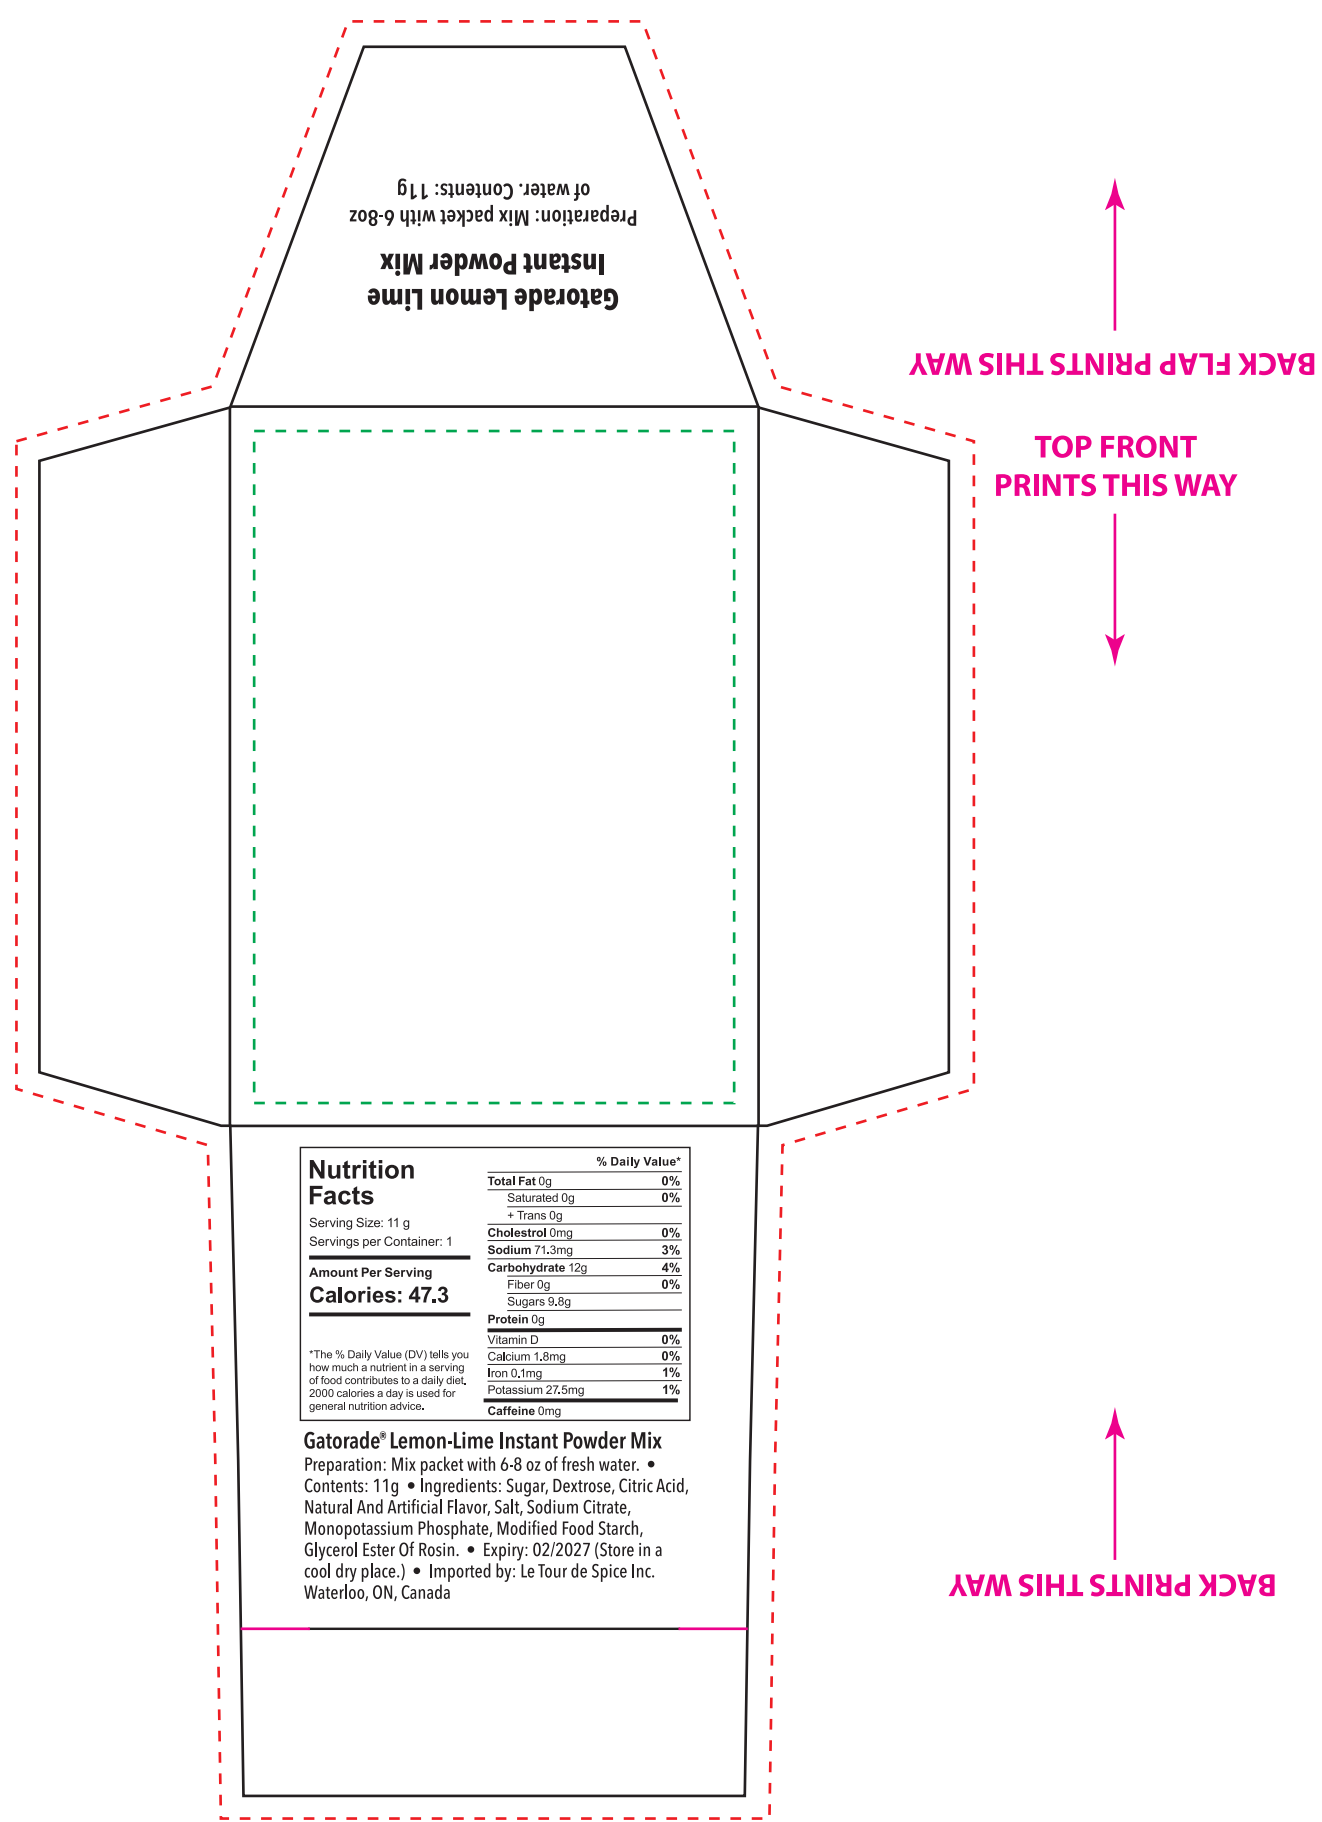 Gatorade Lemon Lime
Instant Powder Mix
Preparation: Mix packet with 6-8oz
of water. Contents: 11g
BACK FLAP PRINTS THIS WAY
TOP FRONT
PRINTS THIS WAY
Nutrition
Facts
Serving Size: 11 g
Servings per Container: 1
Amount Per Serving
Calories: 47.3
*The % Daily Value (DV) tells you
how much a nutrient in a serving
of food contributes to a daily diet.
2000 calories a day is used for
general nutrition advice.
% Daily Value*
Total Fat 0g 0%
Saturated 0g 0%
+ Trans 0g
Cholestrol 0mg 0%
Sodium 71.3mg 3%
Carbohydrate 12g 4%
Fiber 0g 0%
Sugars 9.8g
Protein 0g
Vitamin D 0%
Calcium 1.8mg 0%
Iron 0.1mg 1%
Potassium 27.5mg 1%
Caffeine 0mg
Gatorade® Lemon-Lime Instant Powder Mix
Preparation: Mix packet with 6-8 oz of fresh water. •
Contents: 11g • Ingredients: Sugar, Dextrose, Citric Acid,
Natural And Artificial Flavor, Salt, Sodium Citrate,
Monopotassium Phosphate, Modified Food Starch,
Glycerol Ester Of Rosin. • Expiry: 02/2027 (Store in a
cool dry place.) • Imported by: Le Tour de Spice Inc.
Waterloo, ON, Canada
BACK PRINTS THIS WAY